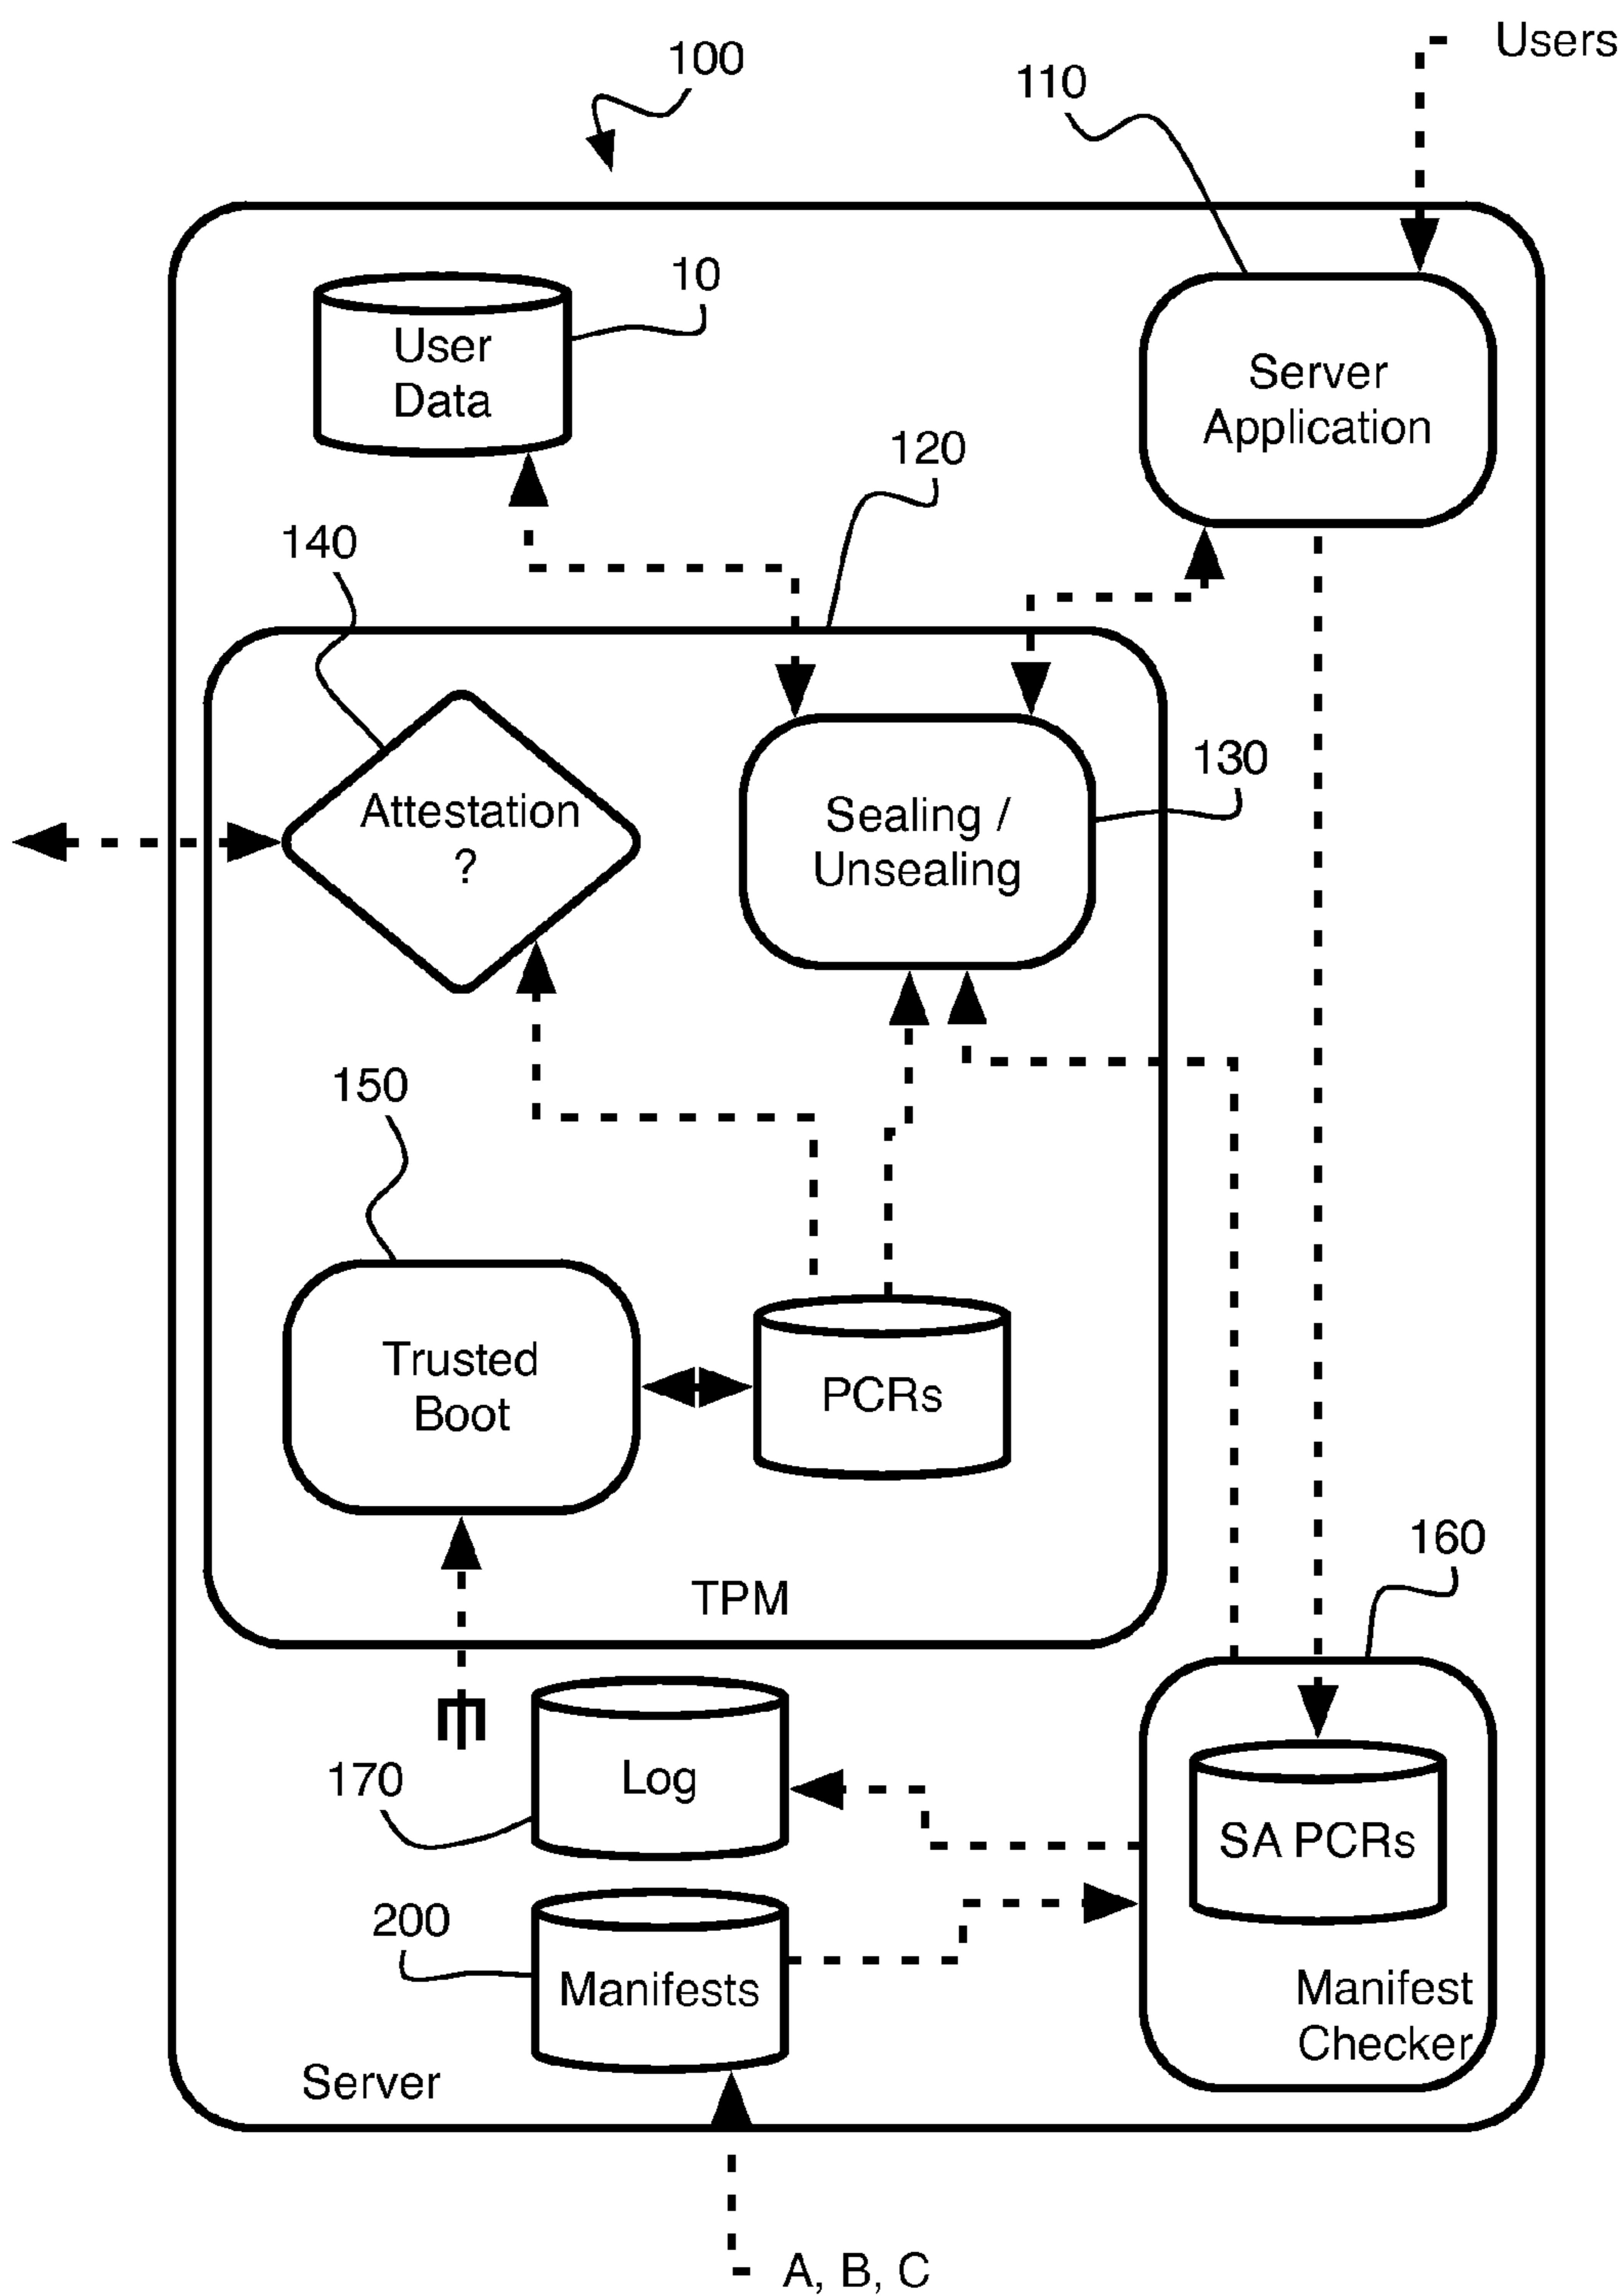 Users
100
110
10
User
Data
Server
Application
120
140
130
Attestation
?
Sealing /
Unsealing
150
Trusted
Boot
PCRs
160
TPM
170
Log
SA PCRs
200
Manifests
Manifest
Checker
Server
A, B, C